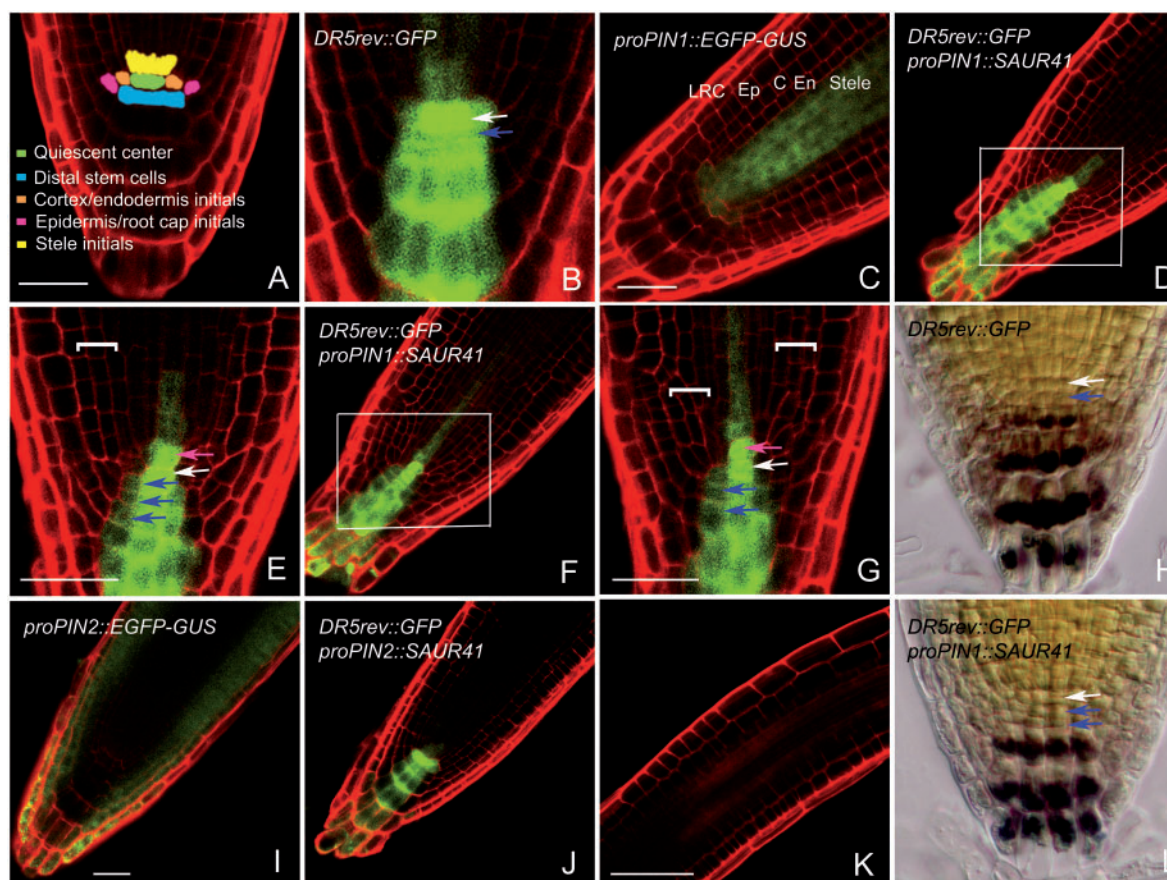 Quiescent center
Distal stem cells
Cortex/endodermis initials
Epidermis/root cap initials
Stele initials
A
DR5rev::GFP
B
proPIN1::EGFP-GUS
LRC Ep C En Stele
C
DR5rev::GFP
proPIN1::SAUR41
D
E
DR5rev::GFP
proPIN1::SAUR41
F
G
DR5rev::GFP
H
proPIN2::EGFP-GUS
I
DR5rev::GFP
proPIN2::SAUR41
J
K
DR5rev::GFP
proPIN1::SAUR41